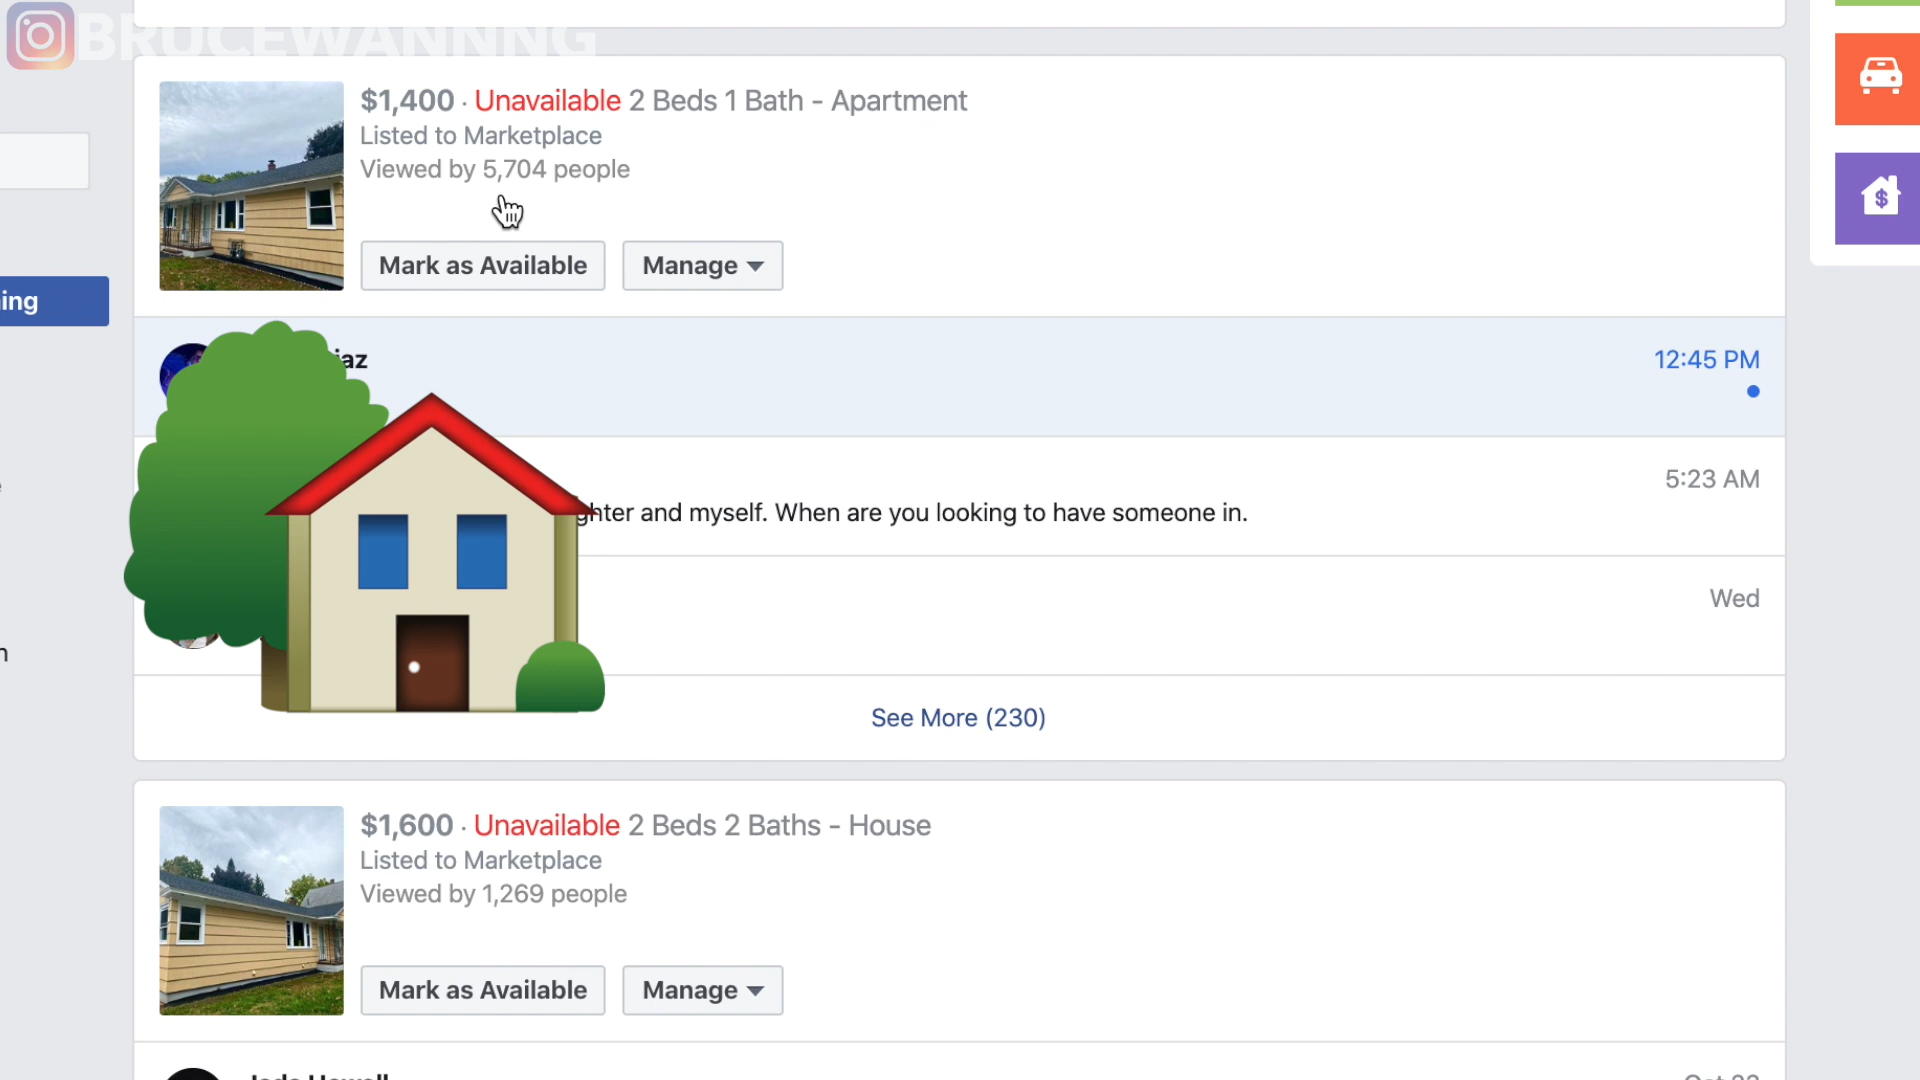 BRUCEWANNNG
$1,400 · Unavailable 2 Beds 1 Bath - Apartment
Listed to Marketplace
Viewed by 5,704 people
Mark as Available
Manage
ing
iaz
12:45 PM
5:23 AM
ghter and myself. When are you looking to have someone in.
Wed
See More (230)
$1,600 · Unavailable 2 Beds 2 Baths - House
Listed to Marketplace
Viewed by 1,269 people
Mark as Available
Manage